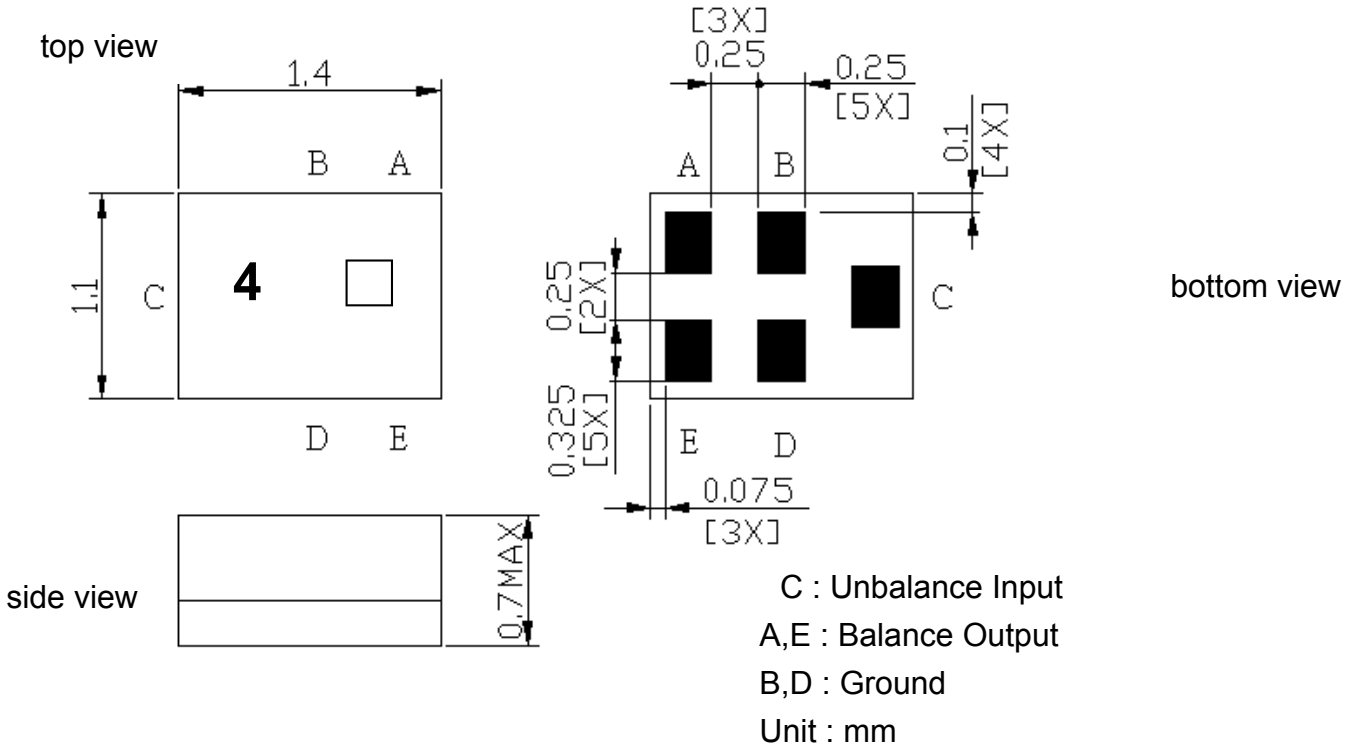 top view
1.4
B A
1.1
C
4
D E
side view
0.7MAX
[3X]
0.25
0.25
[5X]
0.1
[4X]
A B
0.25
[2X]
C
bottom view
0.325
[5X]
E D
0.075
[3X]
C : Unbalance Input
A,E : Balance Output
B,D : Ground
Unit : mm